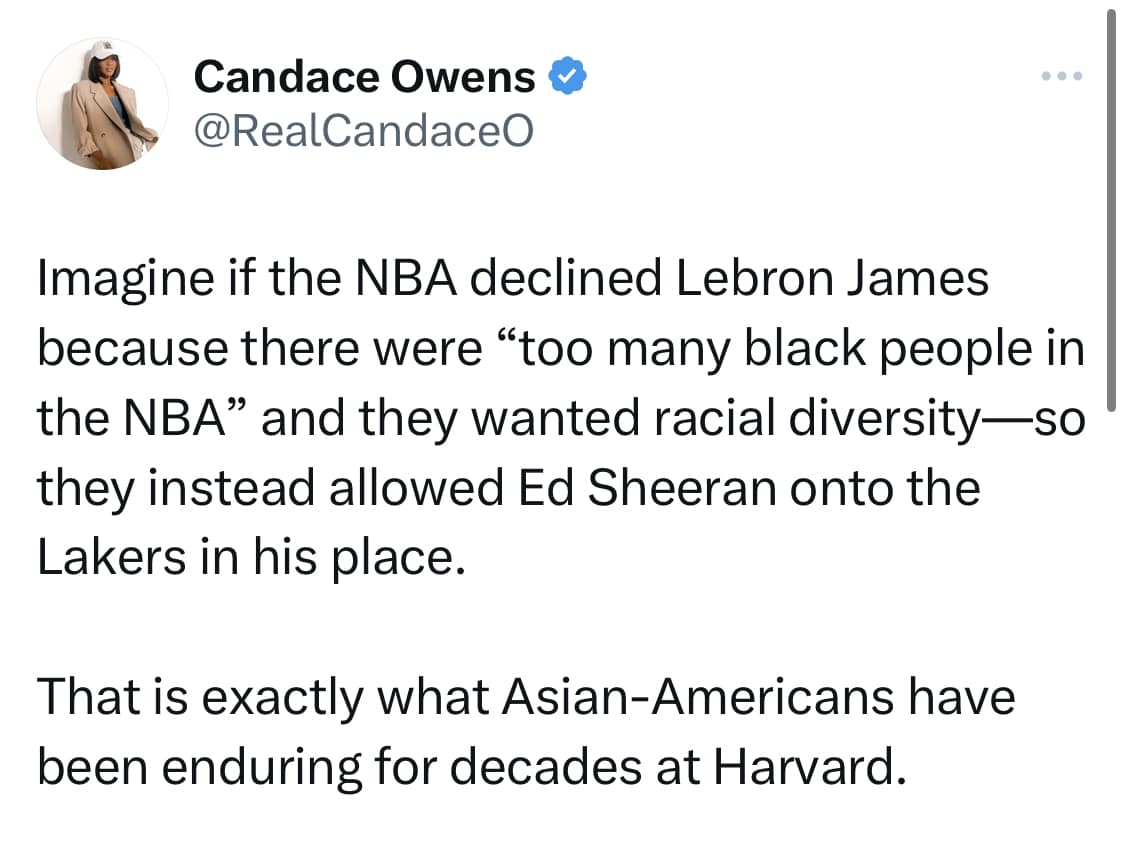 Candace Owens
@RealCandaceO
Imagine if the NBA declined Lebron James
because there were “too many black people in
the NBA” and they wanted racial diversity—so
they instead allowed Ed Sheeran onto the
Lakers in his place.
That is exactly what Asian-Americans have
been enduring for decades at Harvard.